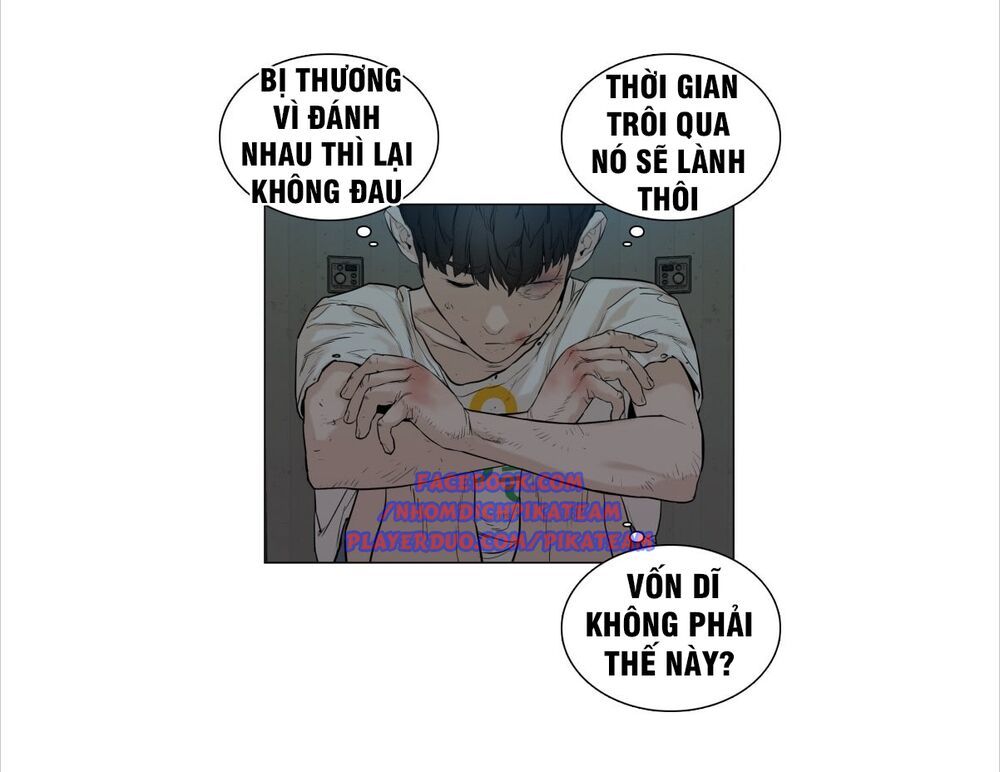 BỊ THƯƠNG
VÌ ĐÁNH
NHAU THÌ LẠI
KHÔNG ĐAU
THỜI GIAN
TRÔI QUA
NÓ SẼ LÀNH
THÔI
FACEBOOK.COM
/NHOMDICHPIKATEAM
PLAYERDUO.COM/PIKATEAM
VỐN DĨ
KHÔNG PHẢI
THẾ NÀY?